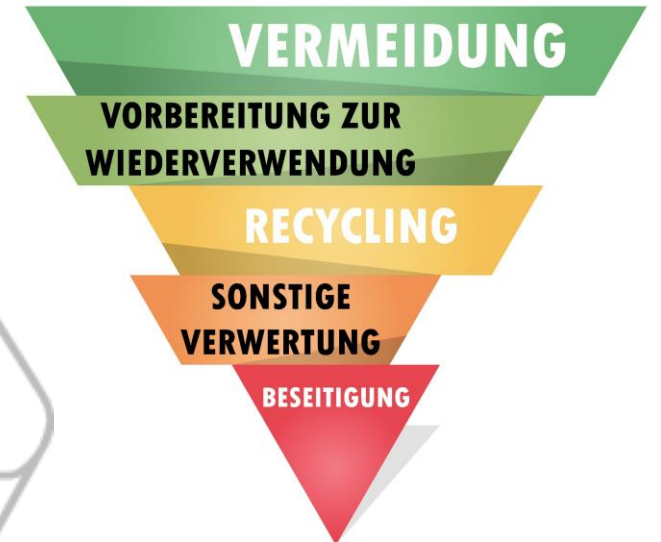 VERMEIDUNG
VORBEREITUNG ZUR
WIEDERVERWENDUNG
RECYCLING
SONSTIGE
VERWERTUNG
BESEITIGUNG